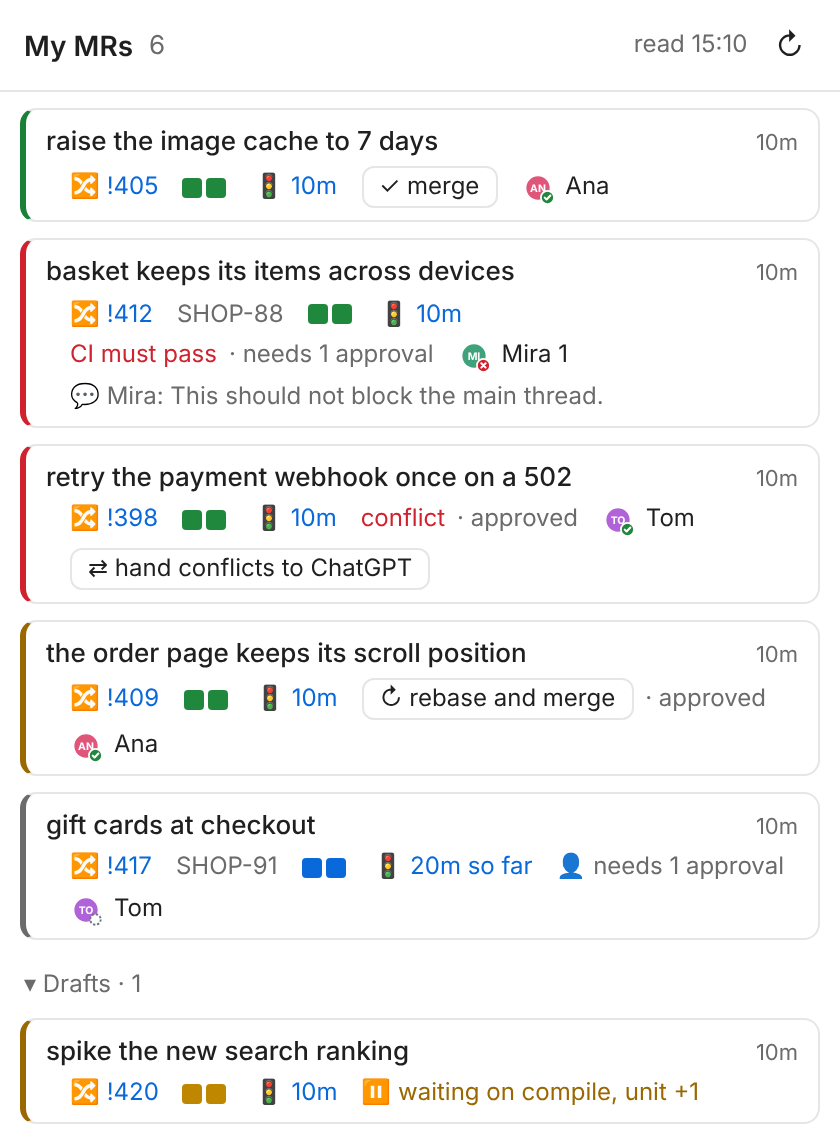 My MRs 6 read 15:10
raise the image cache to 7 days 10m
!405 10m ✓ merge AN Ana
basket keeps its items across devices 10m
!412 SHOP-88 10m
CI must pass · needs 1 approval MI Mira 1
Mira: This should not block the main thread.
retry the payment webhook once on a 502 10m
!398 10m conflict · approved TO Tom
⇄ hand conflicts to ChatGPT
the order page keeps its scroll position 10m
!409 10m ↻ rebase and merge · approved
AN Ana
gift cards at checkout 10m
!417 SHOP-91 20m so far needs 1 approval
TO Tom
▾ Drafts · 1
spike the new search ranking 10m
!420 10m waiting on compile, unit +1